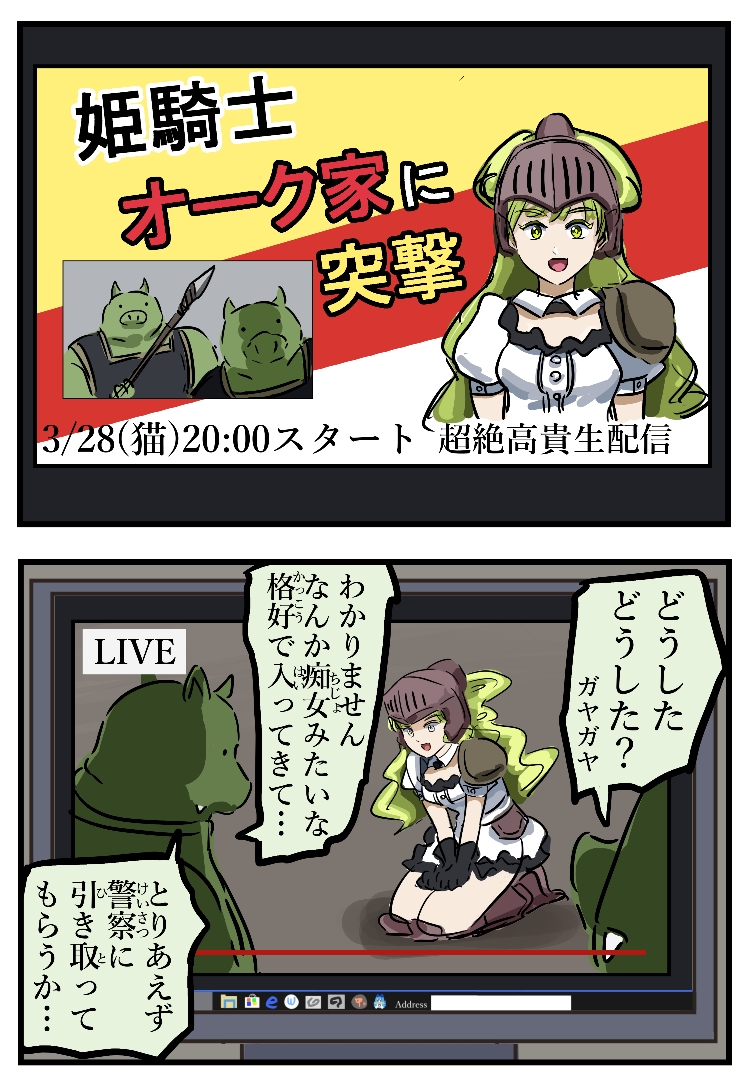 姫騎士
オーク家に
突撃
3/28(猫)20:00スタート 超絶高貴生配信
どうした
どうした?
ガヤガヤ
わかりません
なんか痴女みたいな
格好で入ってきて…
LIVE
とりあえず
警察に
引き取って
もらうか…
Address